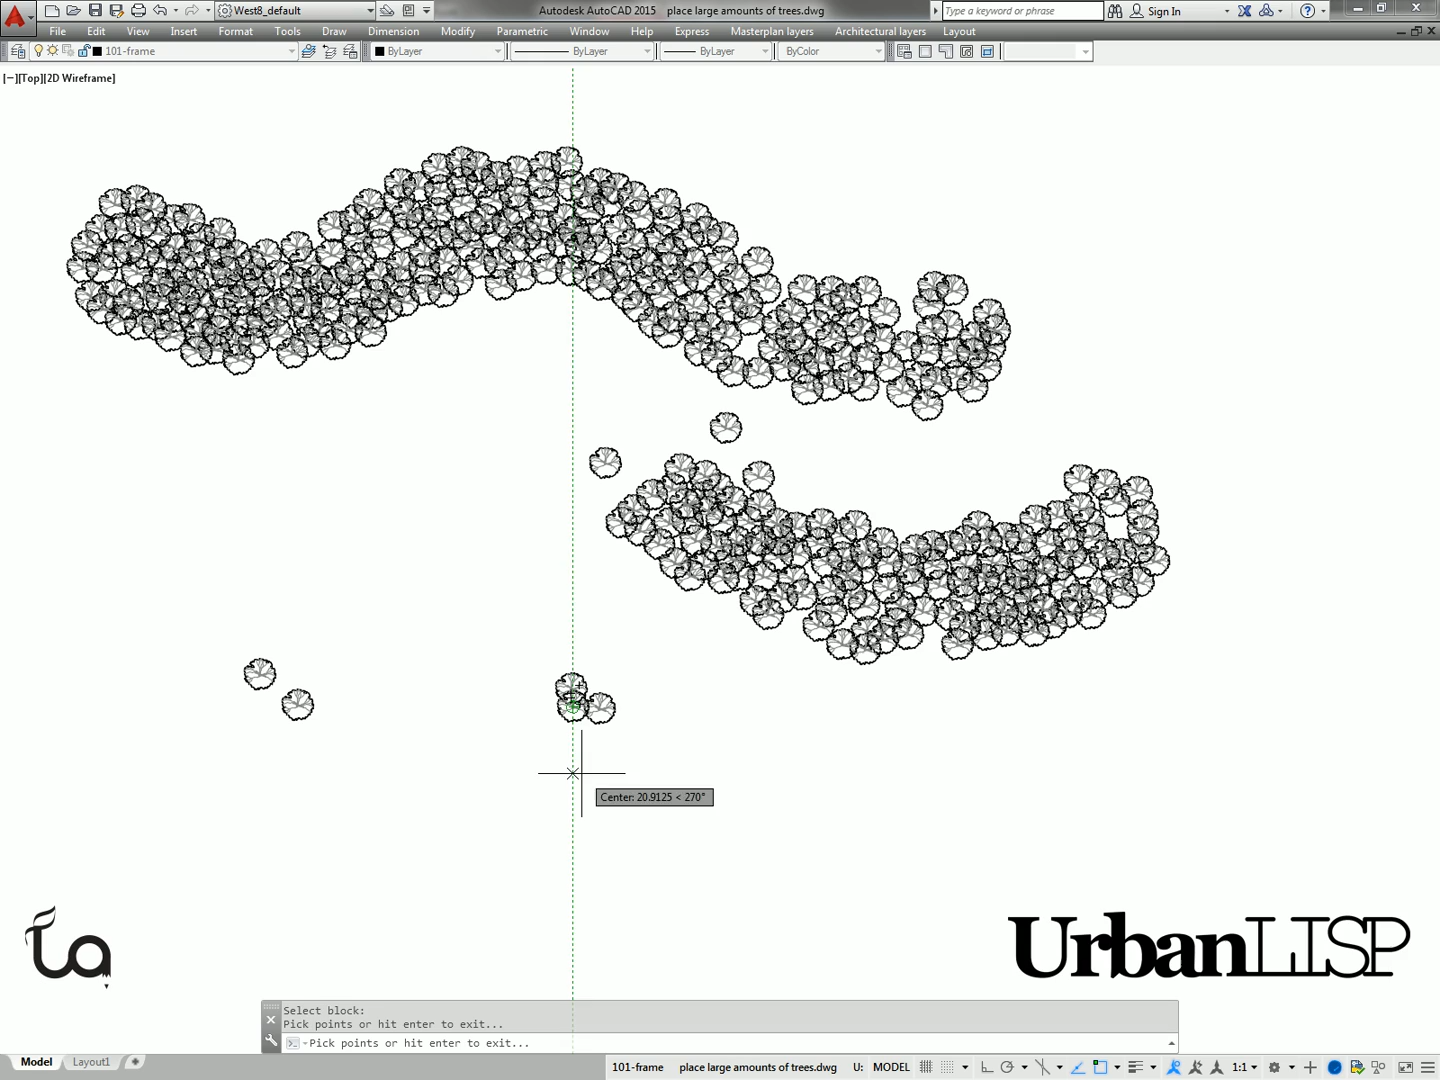 West8_default
Autodesk AutoCAD 2015 place large amounts of trees.dwg
Type a keyword or phrase
Sign In
File Edit View Insert Format Tools Draw Dimension Modify Parametric Window Help Express Masterplan layers Architectural layers Layout
101-frame
ByLayer
ByLayer
ByLayer
ByColor
[−][Top][2D Wireframe]
Center: 20.9125 < 270°
ta
UrbanLISP
Select block:
Pick points or hit enter to exit...
Pick points or hit enter to exit...
Model Layout1
101-frame place large amounts of trees.dwg U: MODEL 1:1